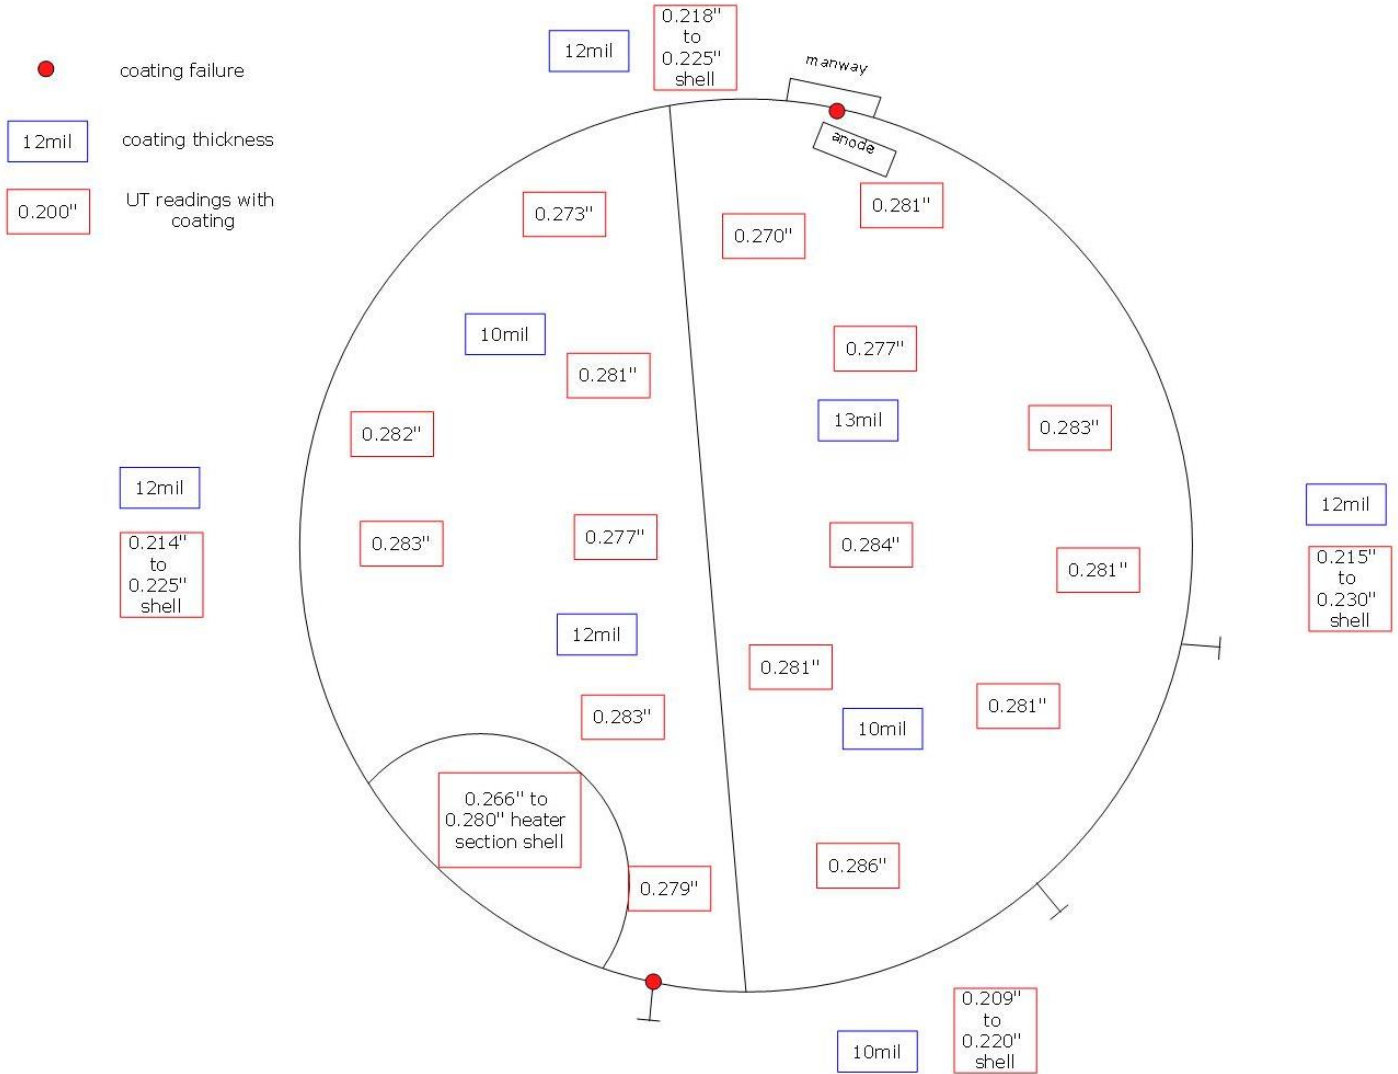 coating failure
12mil
coating thickness
0.200"
UT readings with
coating
12mil
0.218"
to
0.225"
shell
manway
anode
0.273"
0.281"
0.270"
10mil
0.277"
0.281"
13mil
0.282"
0.283"
12mil
12mil
0.214"
to
0.225"
shell
0.283"
0.277"
0.284"
0.281"
0.215"
to
0.230"
shell
12mil
0.281"
0.283"
0.281"
10mil
0.266" to
0.280" heater
section shell
0.279"
0.286"
10mil
0.209"
to
0.220"
shell